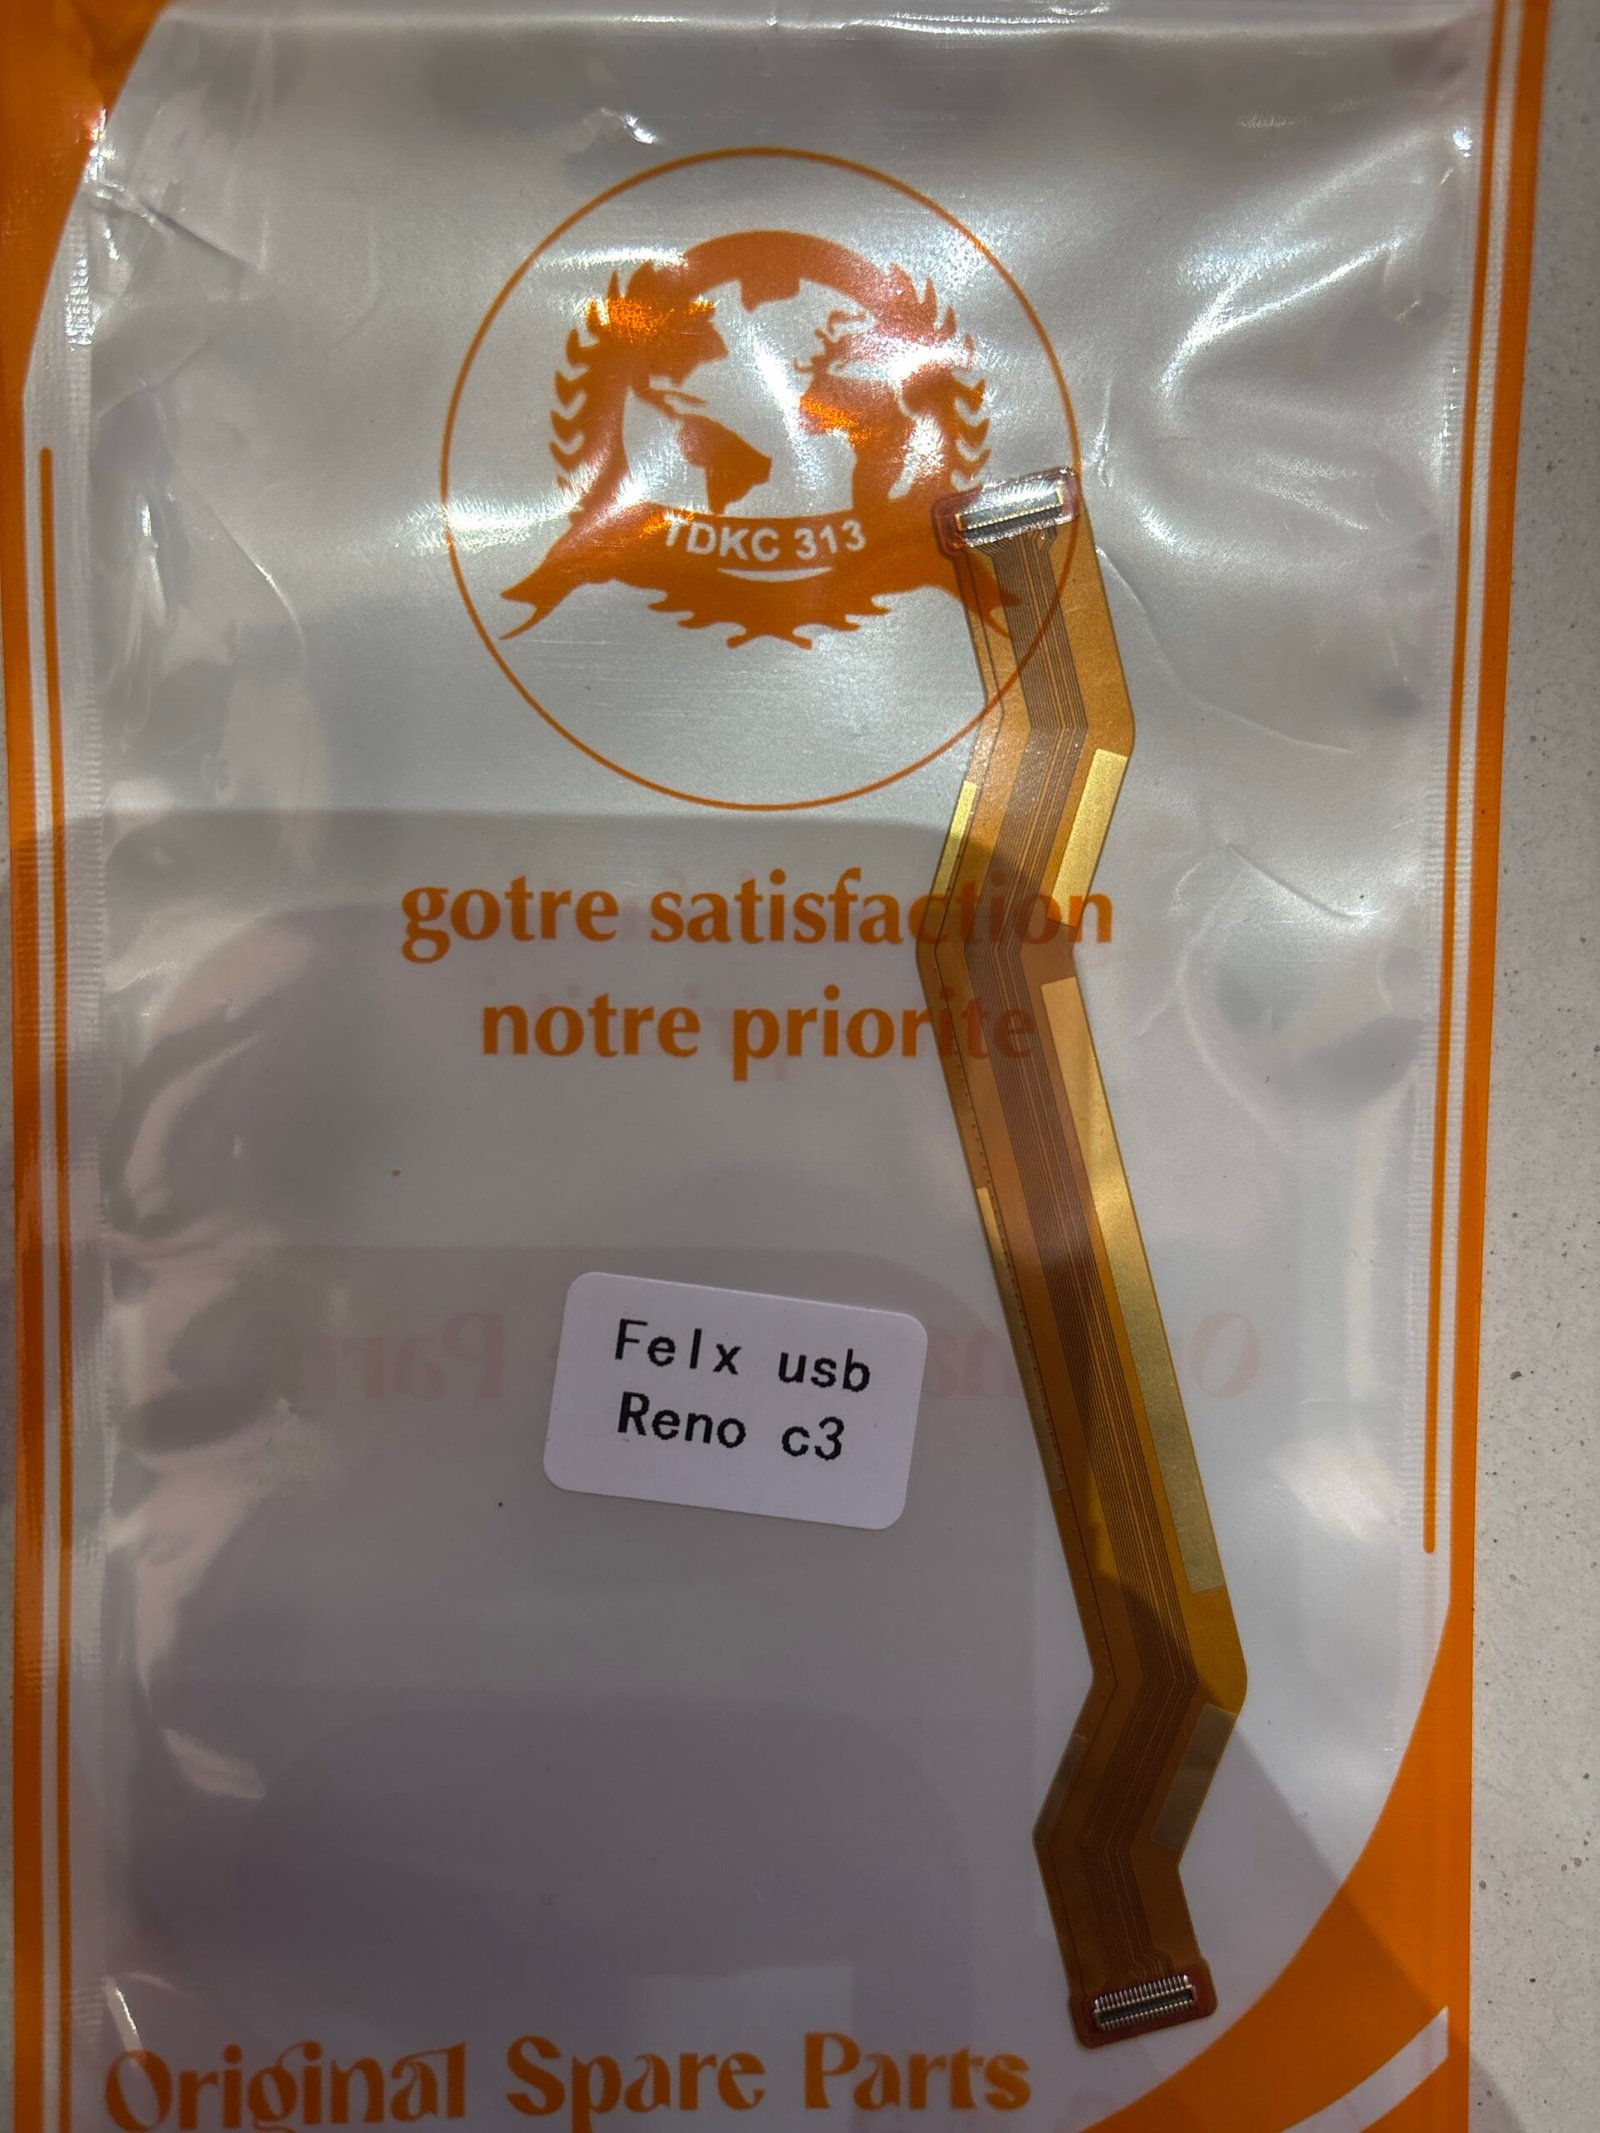 TDKC 313
gotre satisfaction
notre priorite
Felx usb
Reno c3
Original Spare Parts